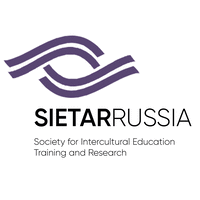 SIETARRUSSIA
Society for Intercultural Education
Training and Research